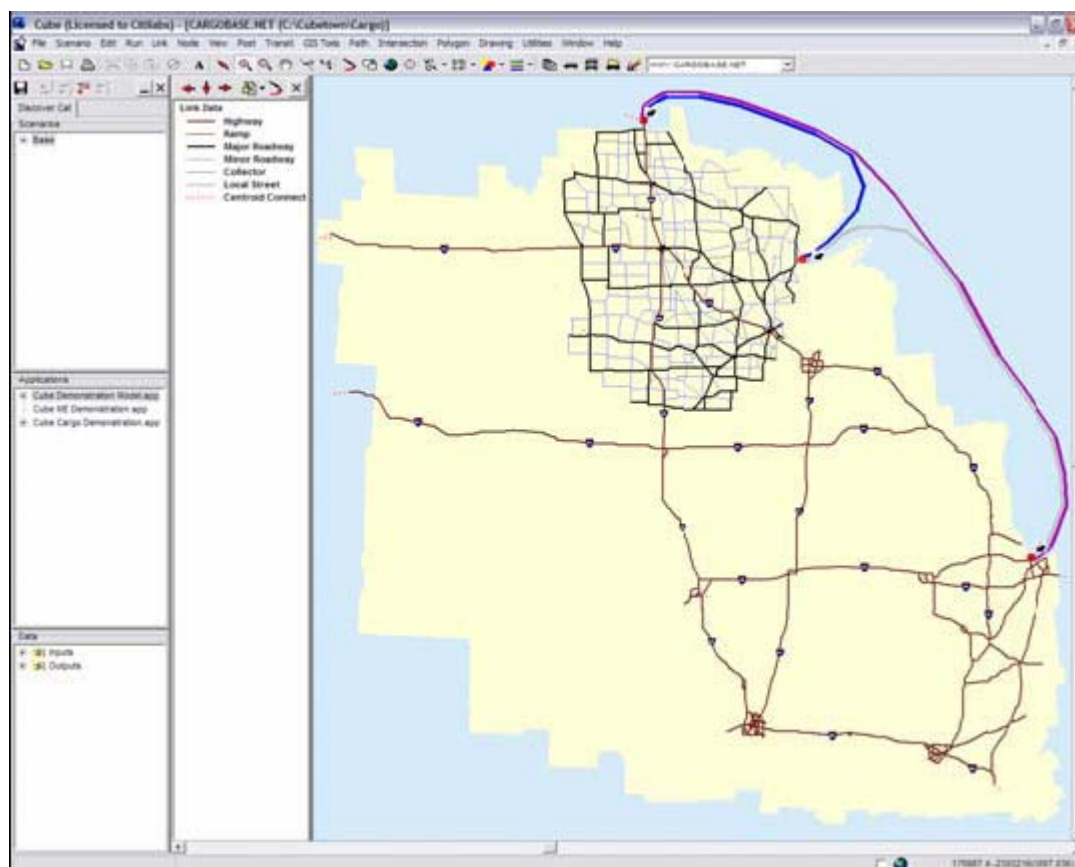 Cube (Licensed to Citilabs) - [CARGOBASE.NET (C:\Cubetown\Cargo)]
File Scenario Edit Run Link Node View Post Transit GIS Tools Path Intersection Polygon Drawing Utilities Window Help
CARGOBASE.NET
Discover Cat
Scenarios
Base
Applications
Cube Demonstration Model.app
Cube ME Demonstration.app
Cube Cargo Demonstration.app
Data
Inputs
Outputs
Link Data
Highway
Ramp
Major Roadway
Minor Roadway
Collector
Local Street
Centroid Connect